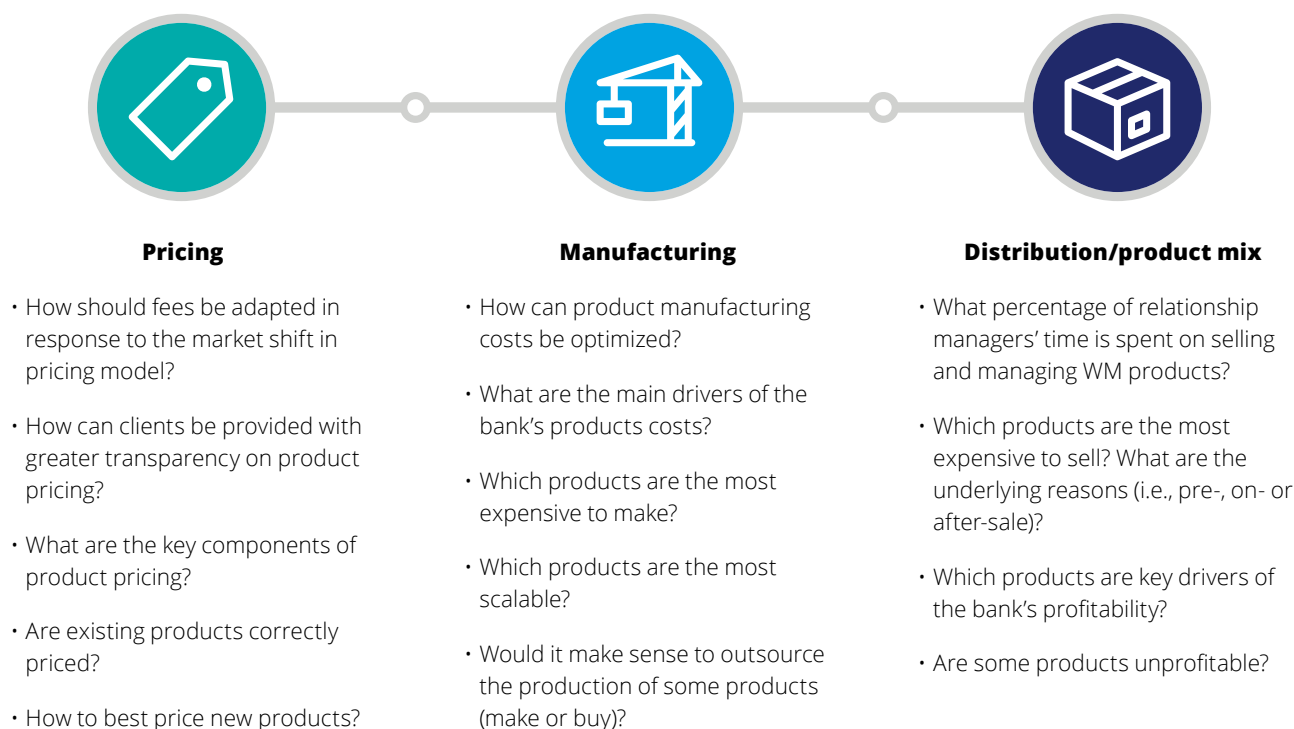 Pricing
• How should fees be adapted in
response to the market shift in
pricing model?
• How can clients be provided with
greater transparency on product
pricing?
• What are the key components of
product pricing?
• Are existing products correctly
priced?
• How to best price new products?
Manufacturing
• How can product manufacturing
costs be optimized?
• What are the main drivers of the
bank’s products costs?
• Which products are the most
expensive to make?
• Which products are the most
scalable?
• Would it make sense to outsource
the production of some products
(make or buy)?
Distribution/product mix
• What percentage of relationship
managers’ time is spent on selling
and managing WM products?
• Which products are the most
expensive to sell? What are the
underlying reasons (i.e., pre-, on- or
after-sale)?
• Which products are key drivers of
the bank’s profitability?
• Are some products unprofitable?